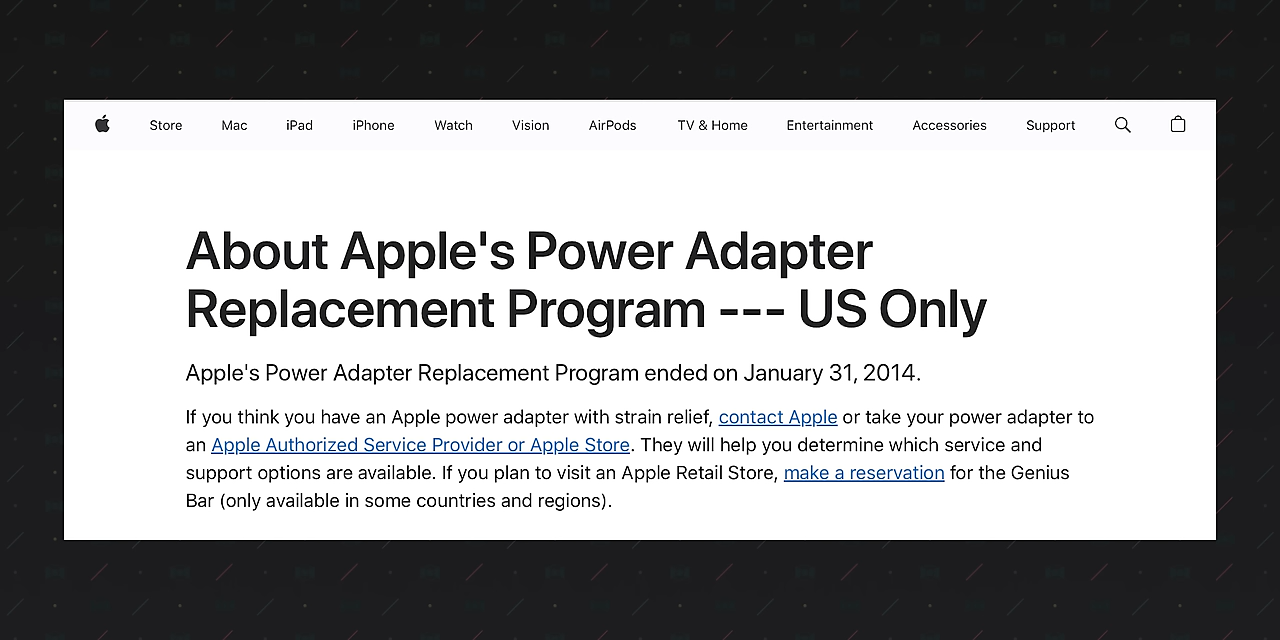 Store Mac iPad iPhone Watch Vision AirPods TV & Home Entertainment Accessories Support
About Apple's Power Adapter
Replacement Program --- US Only
Apple's Power Adapter Replacement Program ended on January 31, 2014.
If you think you have an Apple power adapter with strain relief, contact Apple or take your power adapter to
an Apple Authorized Service Provider or Apple Store. They will help you determine which service and
support options are available. If you plan to visit an Apple Retail Store, make a reservation for the Genius
Bar (only available in some countries and regions).